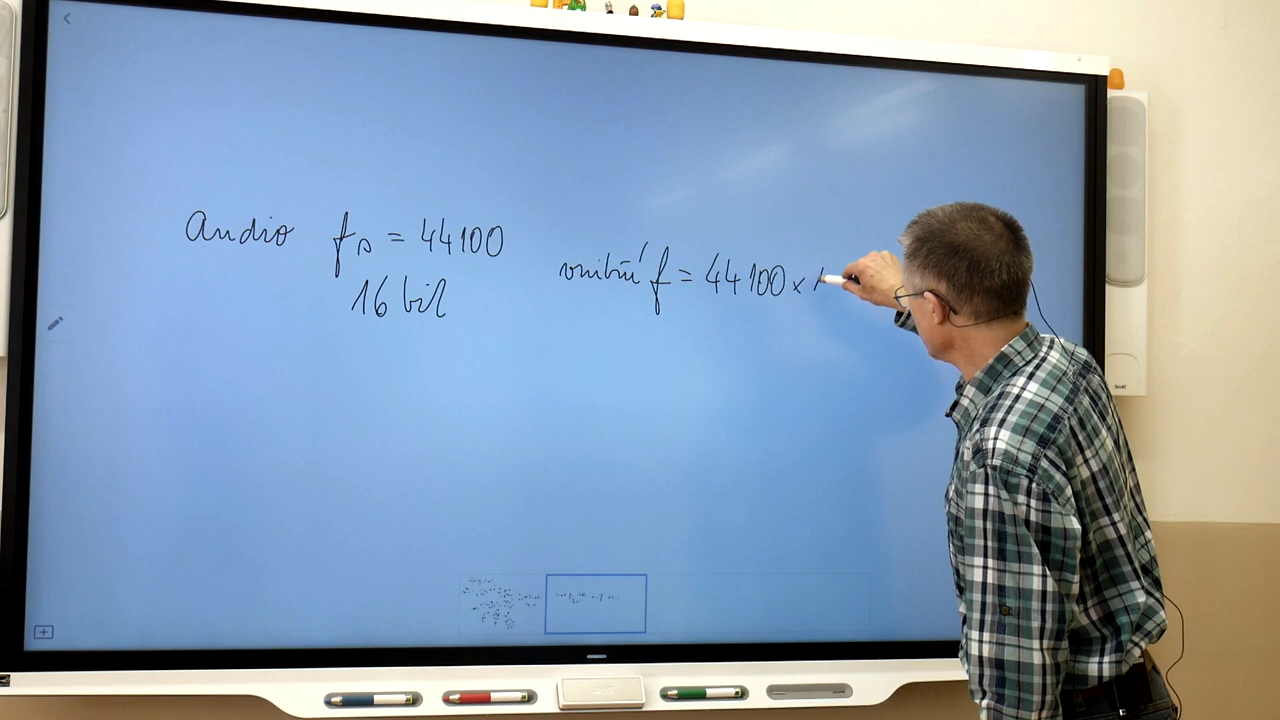 Audio fs = 44100
16 bit
vnitřní f = 44100 ×